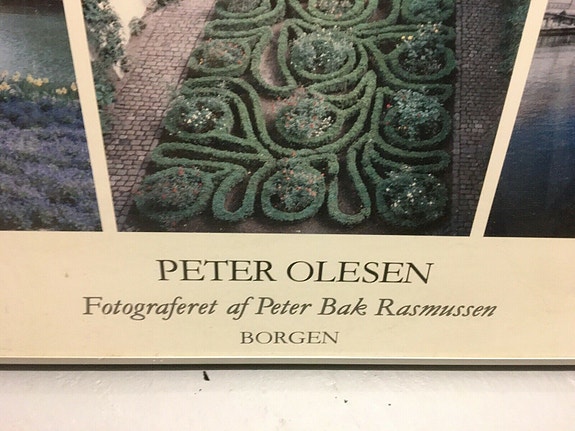 PETER OLESEN
Fotograferet af Peter Bak Rasmussen
BORGEN